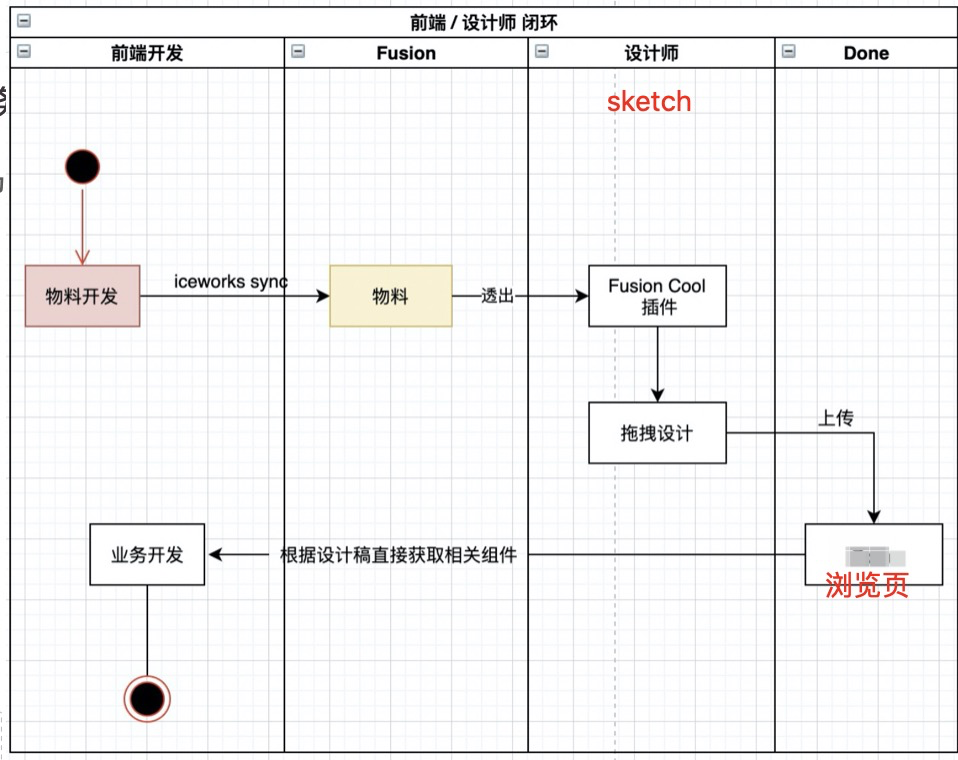 前端 / 设计师 闭环
前端开发
Fusion
设计师
Done
sketch
物料开发
iceworks sync
物料
透出
Fusion Cool
插件
拖拽设计
上传
业务开发
根据设计稿直接获取相关组件
浏览页